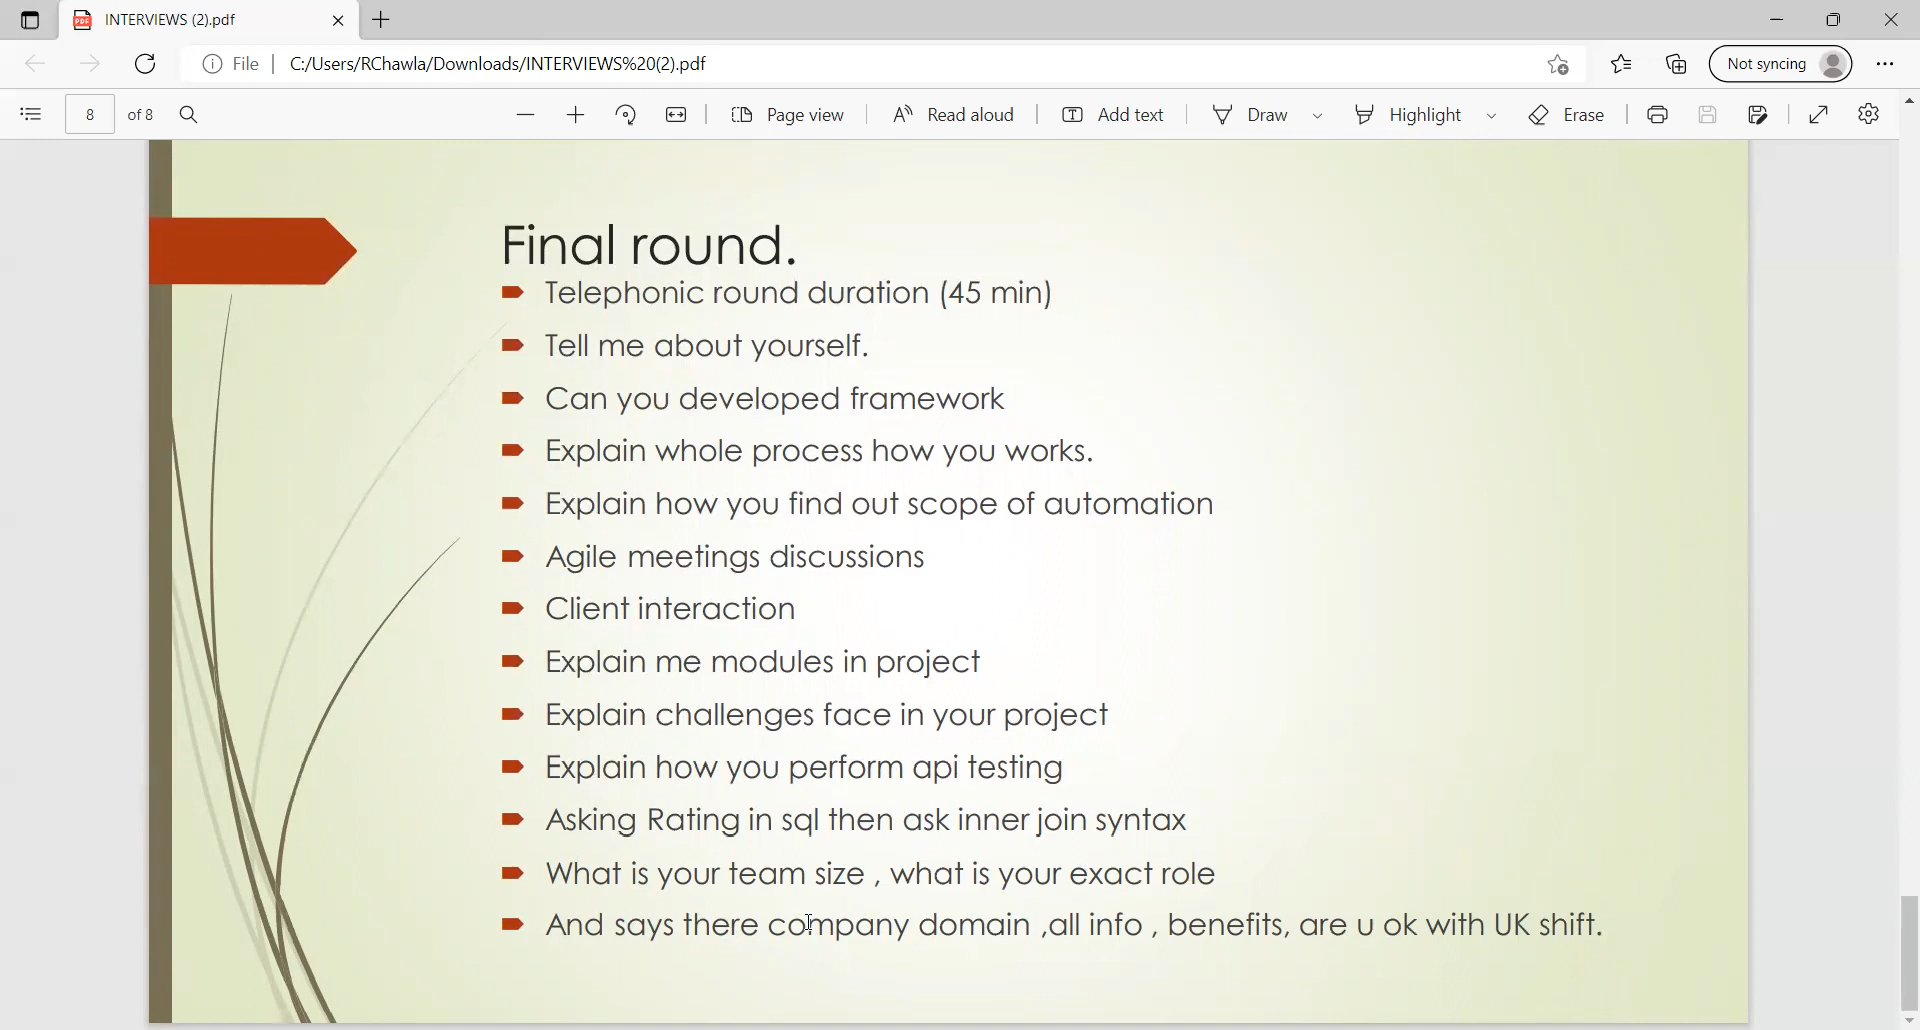 INTERVIEWS (2).pdf
File C:/Users/RChawla/Downloads/INTERVIEWS%20(2).pdf Not syncing
8 of 8 Page view Read aloud Add text Draw Highlight Erase
Final round.
Telephonic round duration (45 min)
Tell me about yourself.
Can you developed framework
Explain whole process how you works.
Explain how you find out scope of automation
Agile meetings discussions
Client interaction
Explain me modules in project
Explain challenges face in your project
Explain how you perform api testing
Asking Rating in sql then ask inner join syntax
What is your team size , what is your exact role
And says there company domain ,all info , benefits, are u ok with UK shift.